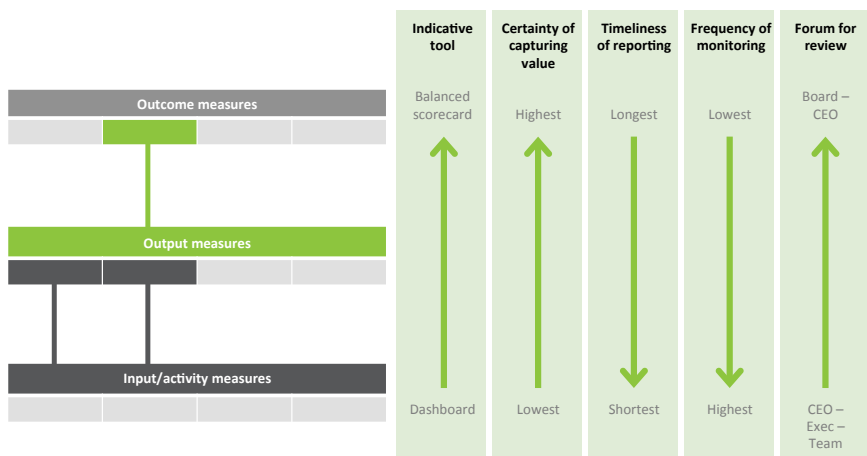 Indicative
tool
Certainty of
capturing
value
Timeliness
of reporting
Frequency of
monitoring
Forum for
review
Outcome measures
Balanced
scorecard
Highest
Longest
Lowest
Board –
CEO
Output measures
Input/activity measures
Dashboard
Lowest
Shortest
Highest
CEO –
Exec –
Team